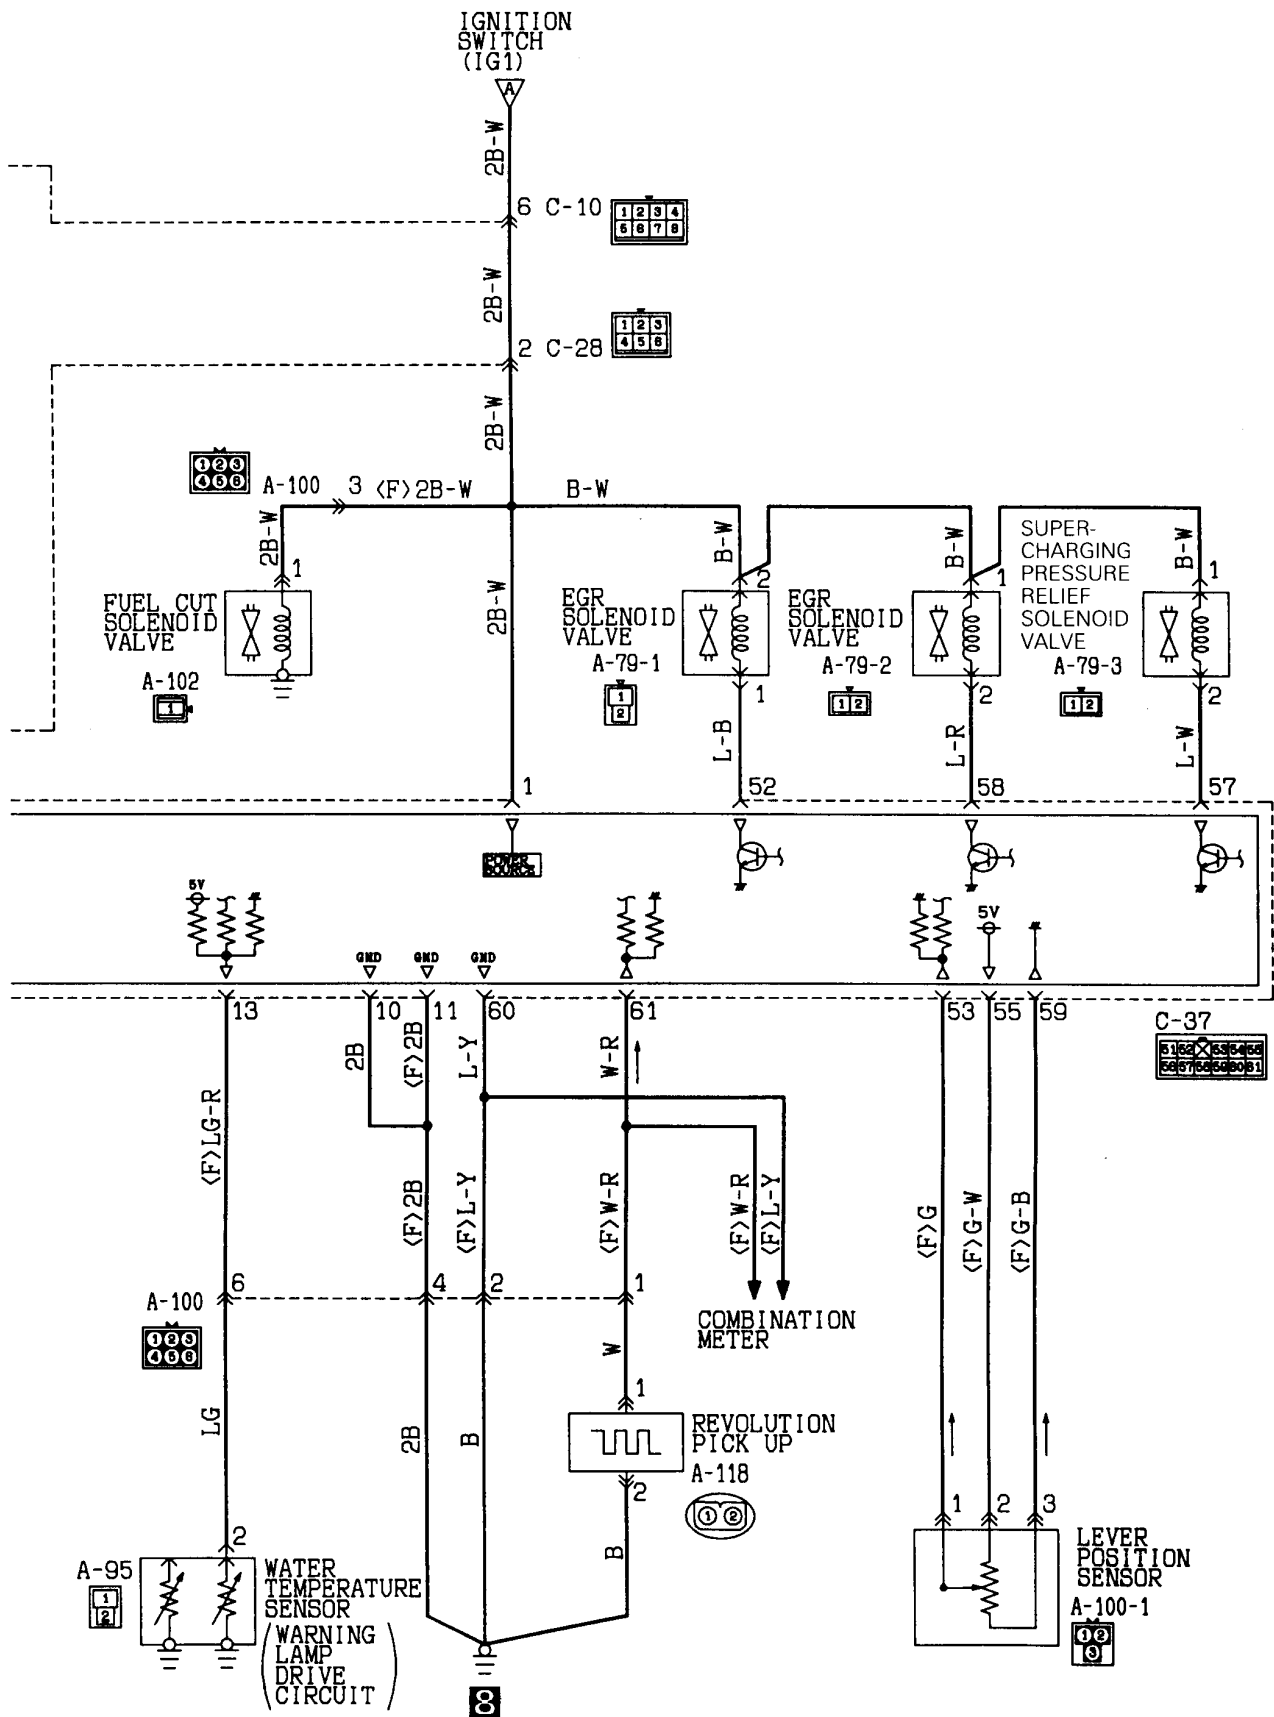 IGNITION
SWITCH
(IG1)
A
2B-W
6 C-10
1 2 3 4
5 6 7 8
2B-W
2 C-28
1 2 3
4 5 6
2B-W
1 2 3
4 5 6
A-100 3 <F>2B-W B-W
2B-W
1
2B-W
B-W
2
B-W
1
B-W
1
SUPER-
CHARGING
PRESSURE
RELIEF
SOLENOID
VALVE
FUEL CUT
SOLENOID
VALVE
EGR
SOLENOID
VALVE
EGR
SOLENOID
VALVE
A-102
1
A-79-1
1
2
A-79-2
1 2
A-79-3
1 2
1
2
2
L-B
L-R
L-W
1 52 58 57
POWER
SOURCE
5V
5V
GND GND GND
13 10 11 60 61 53 55 59
C-37
51 52 53 54 55
56 57 58 59 60 61
<F>LG-R
2B
<F>2B
L-Y
W-R
<F>2B
<F>L-Y
<F>W-R
<F>W-R
<F>L-Y
<F>G
<F>G-W
<F>G-B
A-100
6 4 2 1
1 2 3
4 5 6
COMBINATION
METER
LG
2B
B
W
1
REVOLUTION
PICK UP
A-118
1 2
2
B
1 2 3
LEVER
POSITION
SENSOR
A-100-1
1 2
3
A-95
1
2
2
WATER
TEMPERATURE
SENSOR
(WARNING
LAMP
DRIVE
CIRCUIT)
8